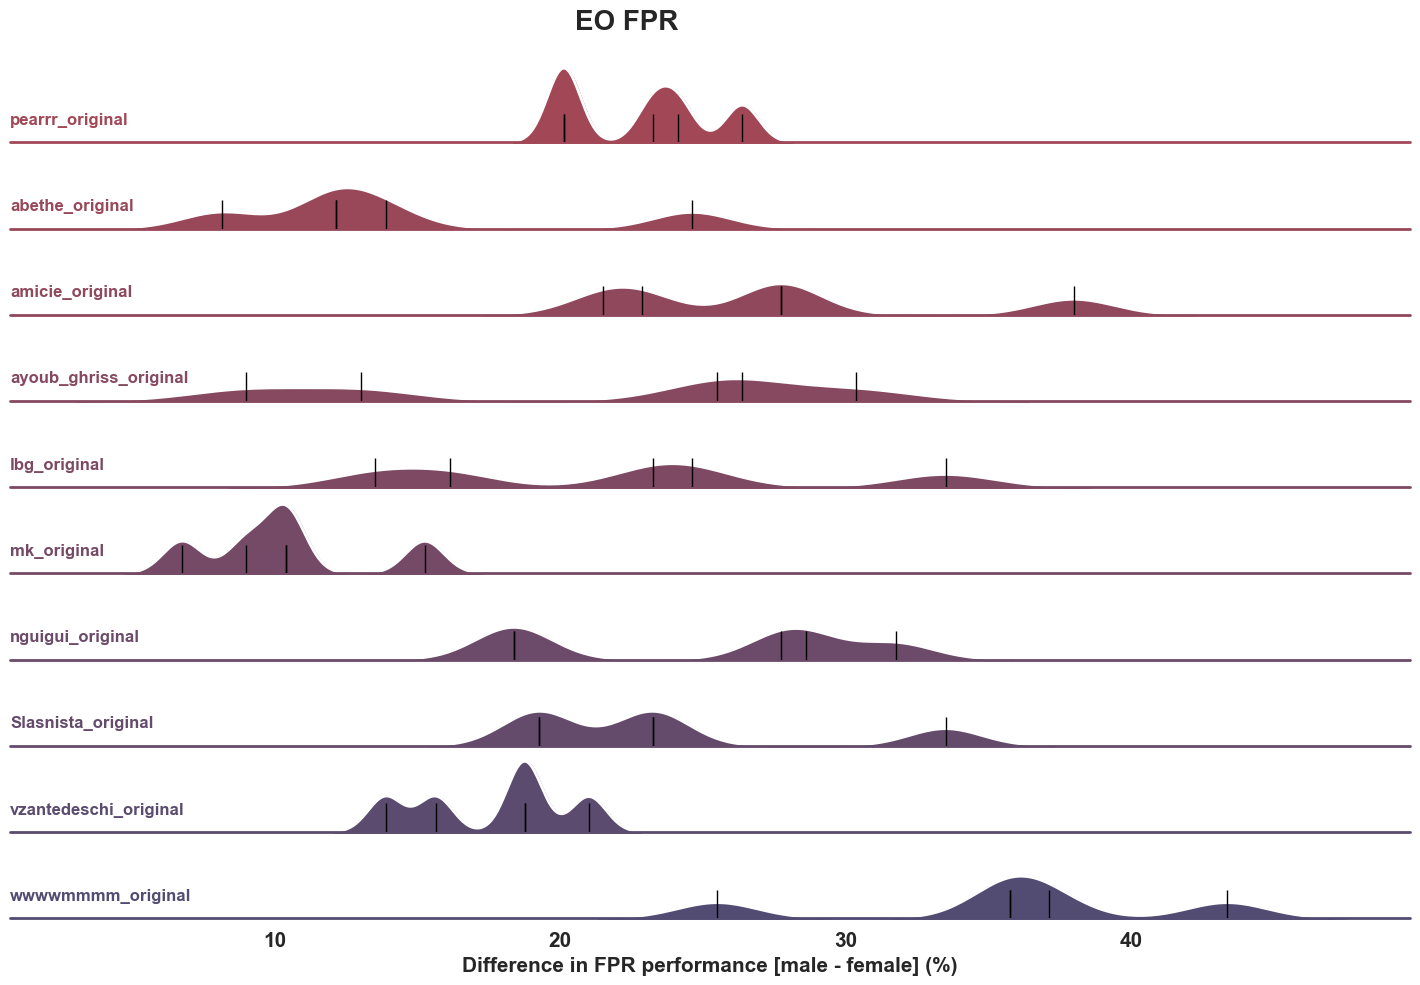 EO FPR
pearrr_original
abethe_original
amicie_original
ayoub_ghriss_original
lbg_original
mk_original
nguigui_original
Slasnista_original
vzantedeschi_original
wwwwmmmm_original
10 20 30 40
Difference in FPR performance [male - female] (%)